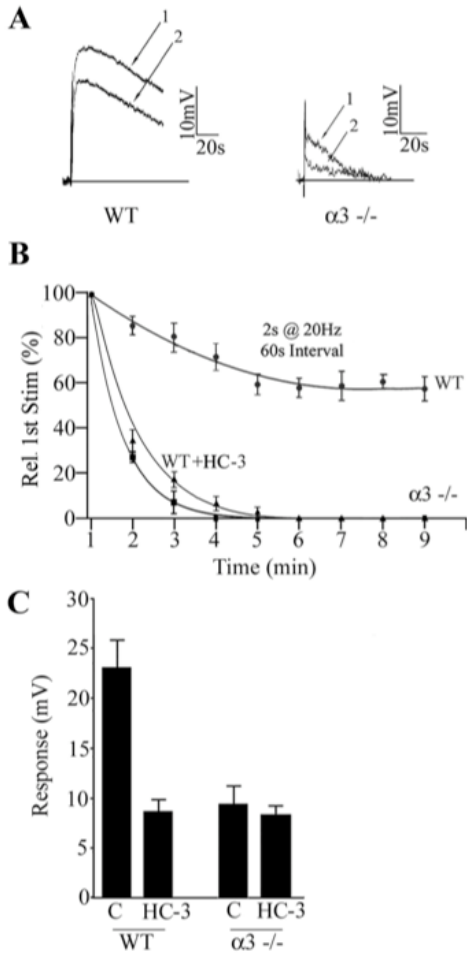 A
1
2
10mV
20s
WT
1
2
10mV
20s
α3 -/-
B
Rel. 1st Stim (%)
100
80
60
40
20
0
2s @ 20Hz
60s Interval
WT
WT+HC-3
α3 -/-
1 2 3 4 5 6 7 8 9
Time (min)
C
Response (mV)
30
25
20
15
10
5
0
C HC-3 C HC-3
WT α3 -/-